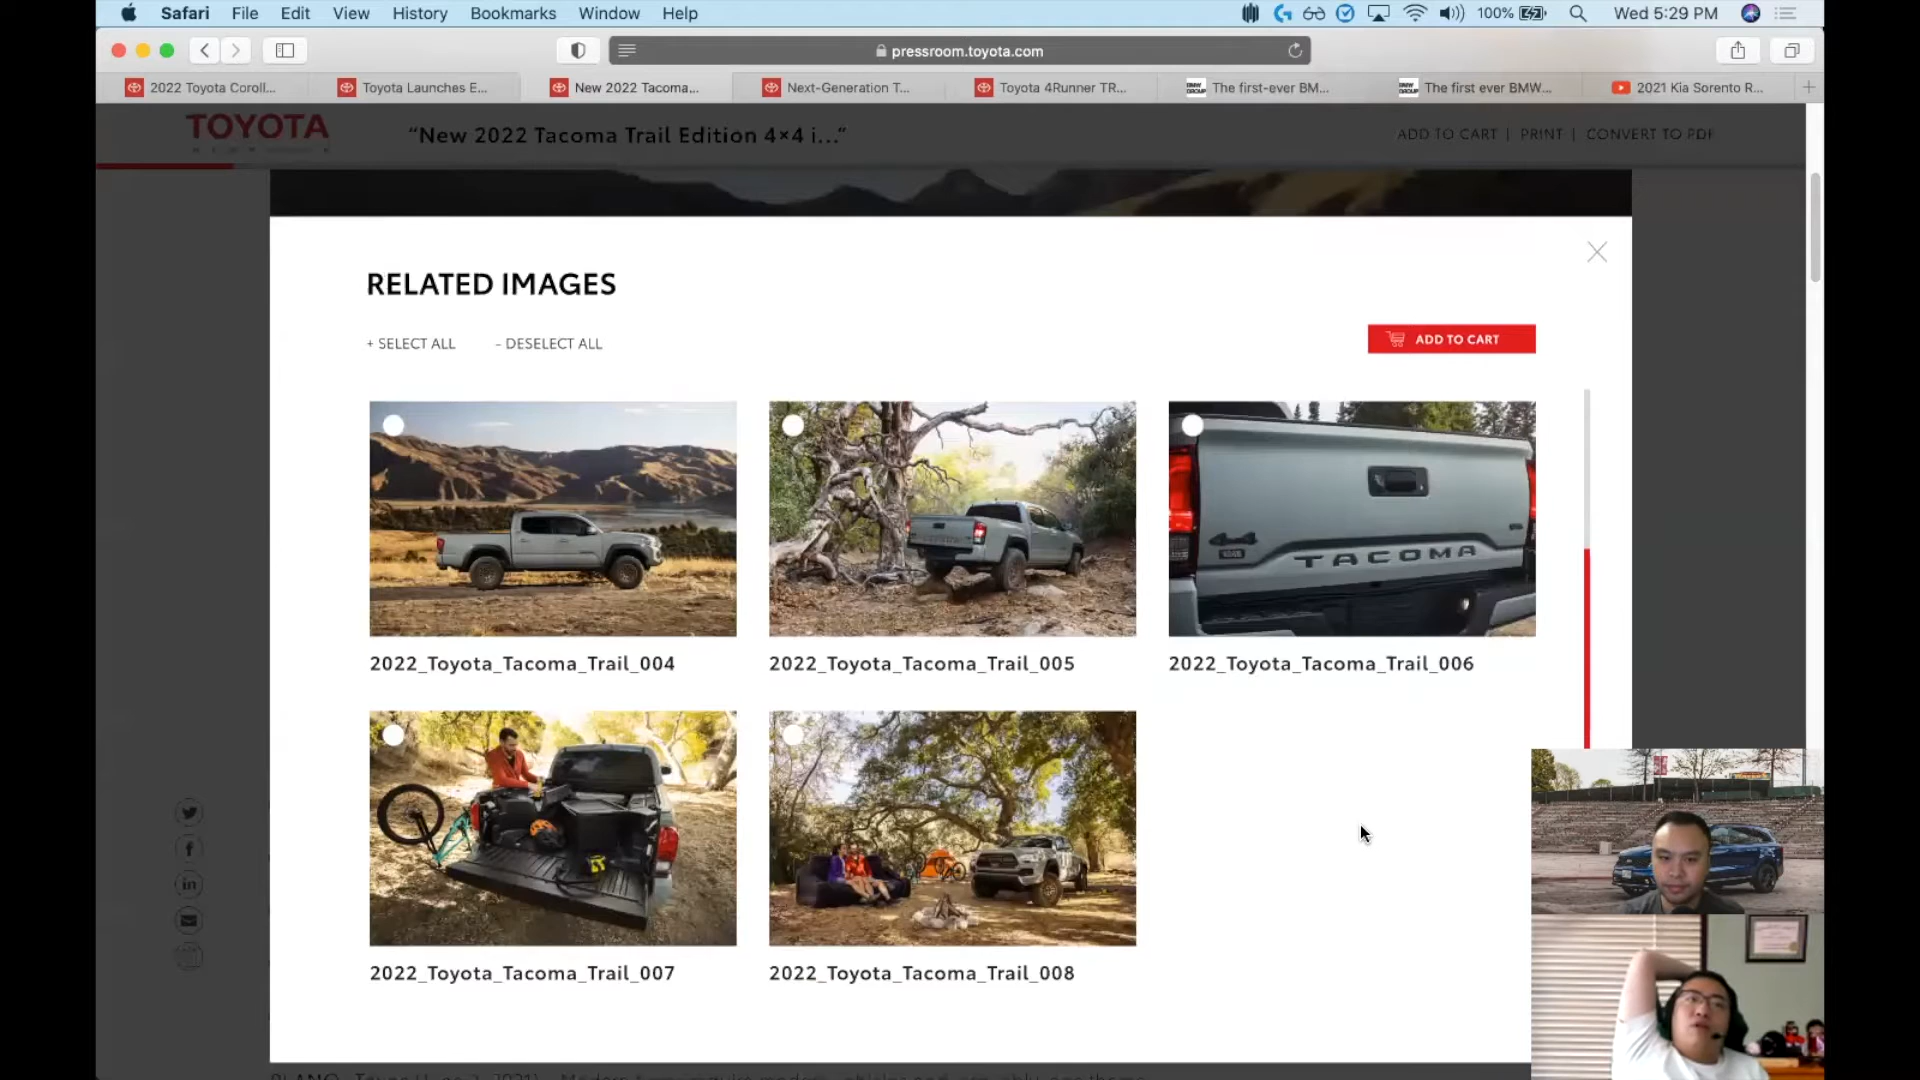 Safari File Edit View History Bookmarks Window Help 100% Wed 5:29 PM
pressroom.toyota.com
2022 Toyota Coroll... Toyota Launches E... New 2022 Tacoma... Next-Generation T... Toyota 4Runner TR... The first-ever BM... The first ever BMW... 2021 Kia Sorento R...
TOYOTA "New 2022 Tacoma Trail Edition 4×4 i..." ADD TO CART | PRINT | CONVERT TO PDF
RELATED IMAGES
+ SELECT ALL - DESELECT ALL ADD TO CART
4x4
TACOMA
2022_Toyota_Tacoma_Trail_004 2022_Toyota_Tacoma_Trail_005 2022_Toyota_Tacoma_Trail_006
2022_Toyota_Tacoma_Trail_007 2022_Toyota_Tacoma_Trail_008